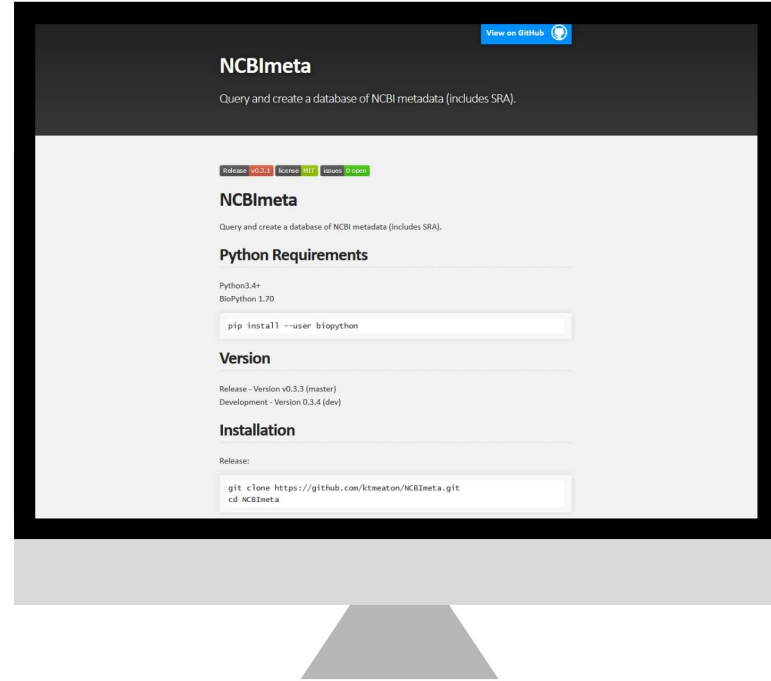 View on GitHub
NCBImeta
Query and create a database of NCBI metadata (includes SRA).
Release v0.3.1 license MIT issues 0 open
NCBImeta
Query and create a database of NCBI metadata (includes SRA).
Python Requirements
Python3.4+
BioPython 1.70
pip install --user biopython
Version
Release - Version v0.3.3 (master)
Development - Version 0.3.4 (dev)
Installation
Release:
git clone https://github.com/ktmeaton/NCBImeta.git
cd NCBImeta